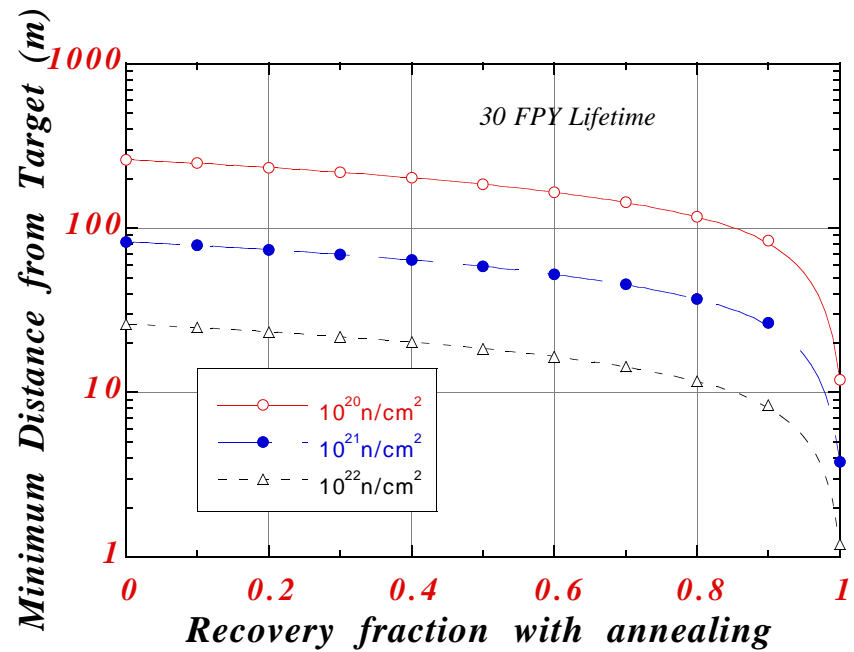 Minimum Distance from Target (m)
1000
100
10
1
30 FPY Lifetime
10²⁰n/cm²
10²¹n/cm²
10²²n/cm²
0 0.2 0.4 0.6 0.8 1
Recovery fraction with annealing